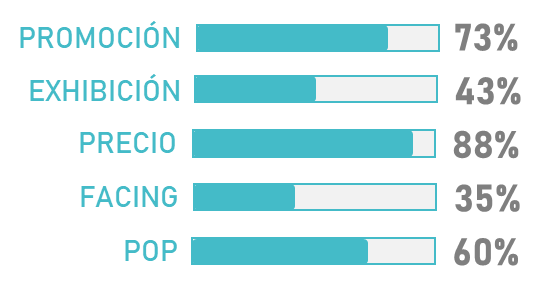 PROMOCIÓN 73%
EXHIBICIÓN 43%
PRECIO 88%
FACING 35%
POP 60%